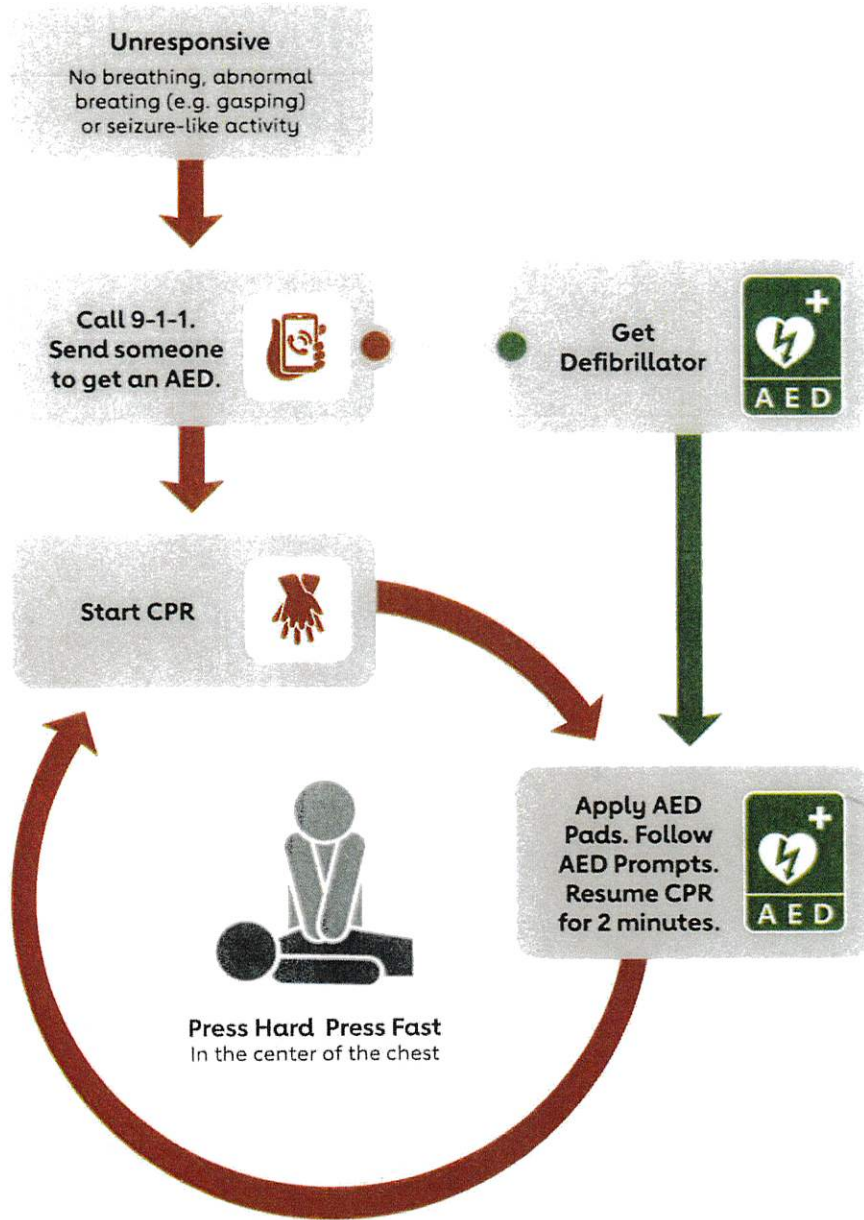 Unresponsive
No breathing, abnormal
breating (e.g. gasping)
or seizure-like activity
Call 9-1-1.
Send someone
to get an AED.
Get
Defibrillator
AED
Start CPR
Apply AED
Pads. Follow
AED Prompts.
Resume CPR
for 2 minutes.
AED
Press Hard Press Fast
In the center of the chest